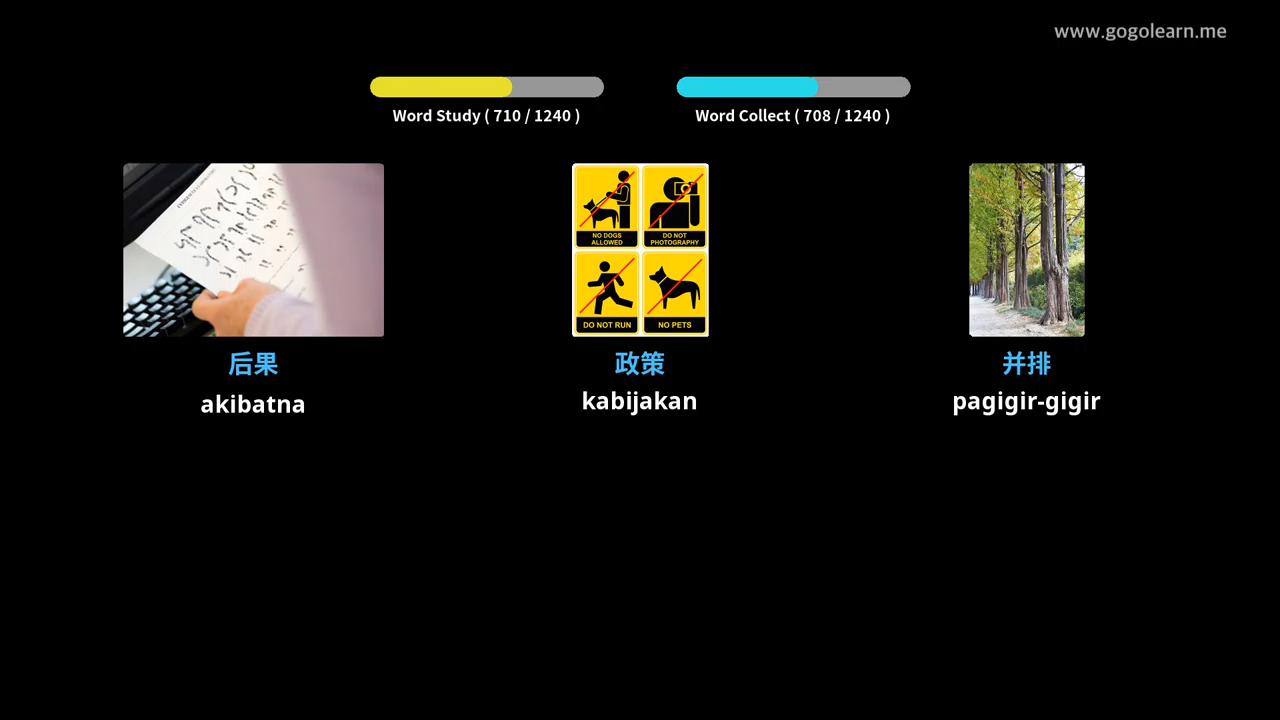 www.gogolearn.me
Word Study ( 710 / 1240 )
Word Collect ( 708 / 1240 )
NO DOGS
ALLOWED
DO NOT
PHOTOGRAPHY
DO NOT RUN
NO PETS
后果
政策
并排
akibatna
kabijakan
pagigir-gigir